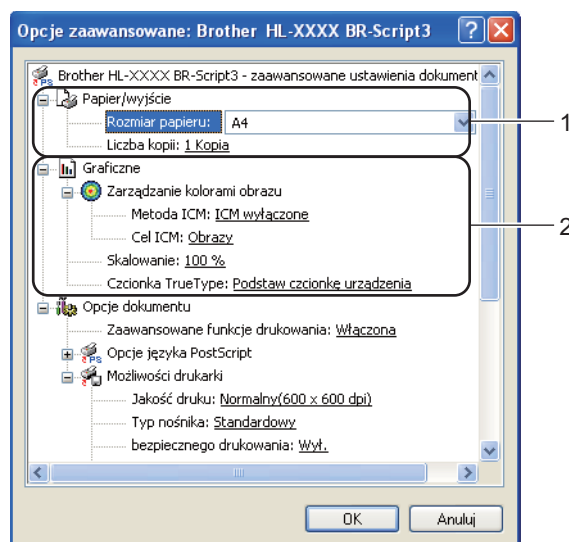 Opcje zaawansowane: Brother HL-XXXX BR-Script3
Brother HL-XXXX BR-Script3 - zaawansowane ustawienia dokument
Papier/wyjście
Rozmiar papieru: A4
1
Liczba kopii: 1 Kopia
Graficzne
Zarządzanie kolorami obrazu
Metoda ICM: ICM wyłączone
2
Cel ICM: Obrazy
Skalowanie: 100 %
Czcionka TrueType: Podstaw czcionkę urządzenia
Opcje dokumentu
Zaawansowane funkcje drukowania: Włączona
PS Opcje języka PostScript
Możliwości drukarki
Jakość druku: Normalny(600 x 600 dpi)
Typ nośnika: Standardowy
bezpiecznego drukowania: Wył.
OK Anuluj